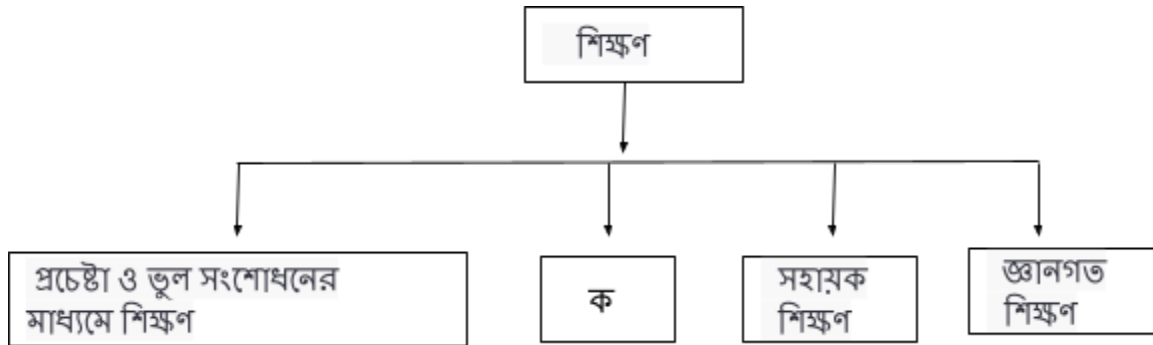 শিক্ষণ
প্রচেষ্টা ও ভুল সংশোধনের
মাধ্যমে শিক্ষণ
ক
সহায়ক
শিক্ষণ
জ্ঞানগত
শিক্ষণ